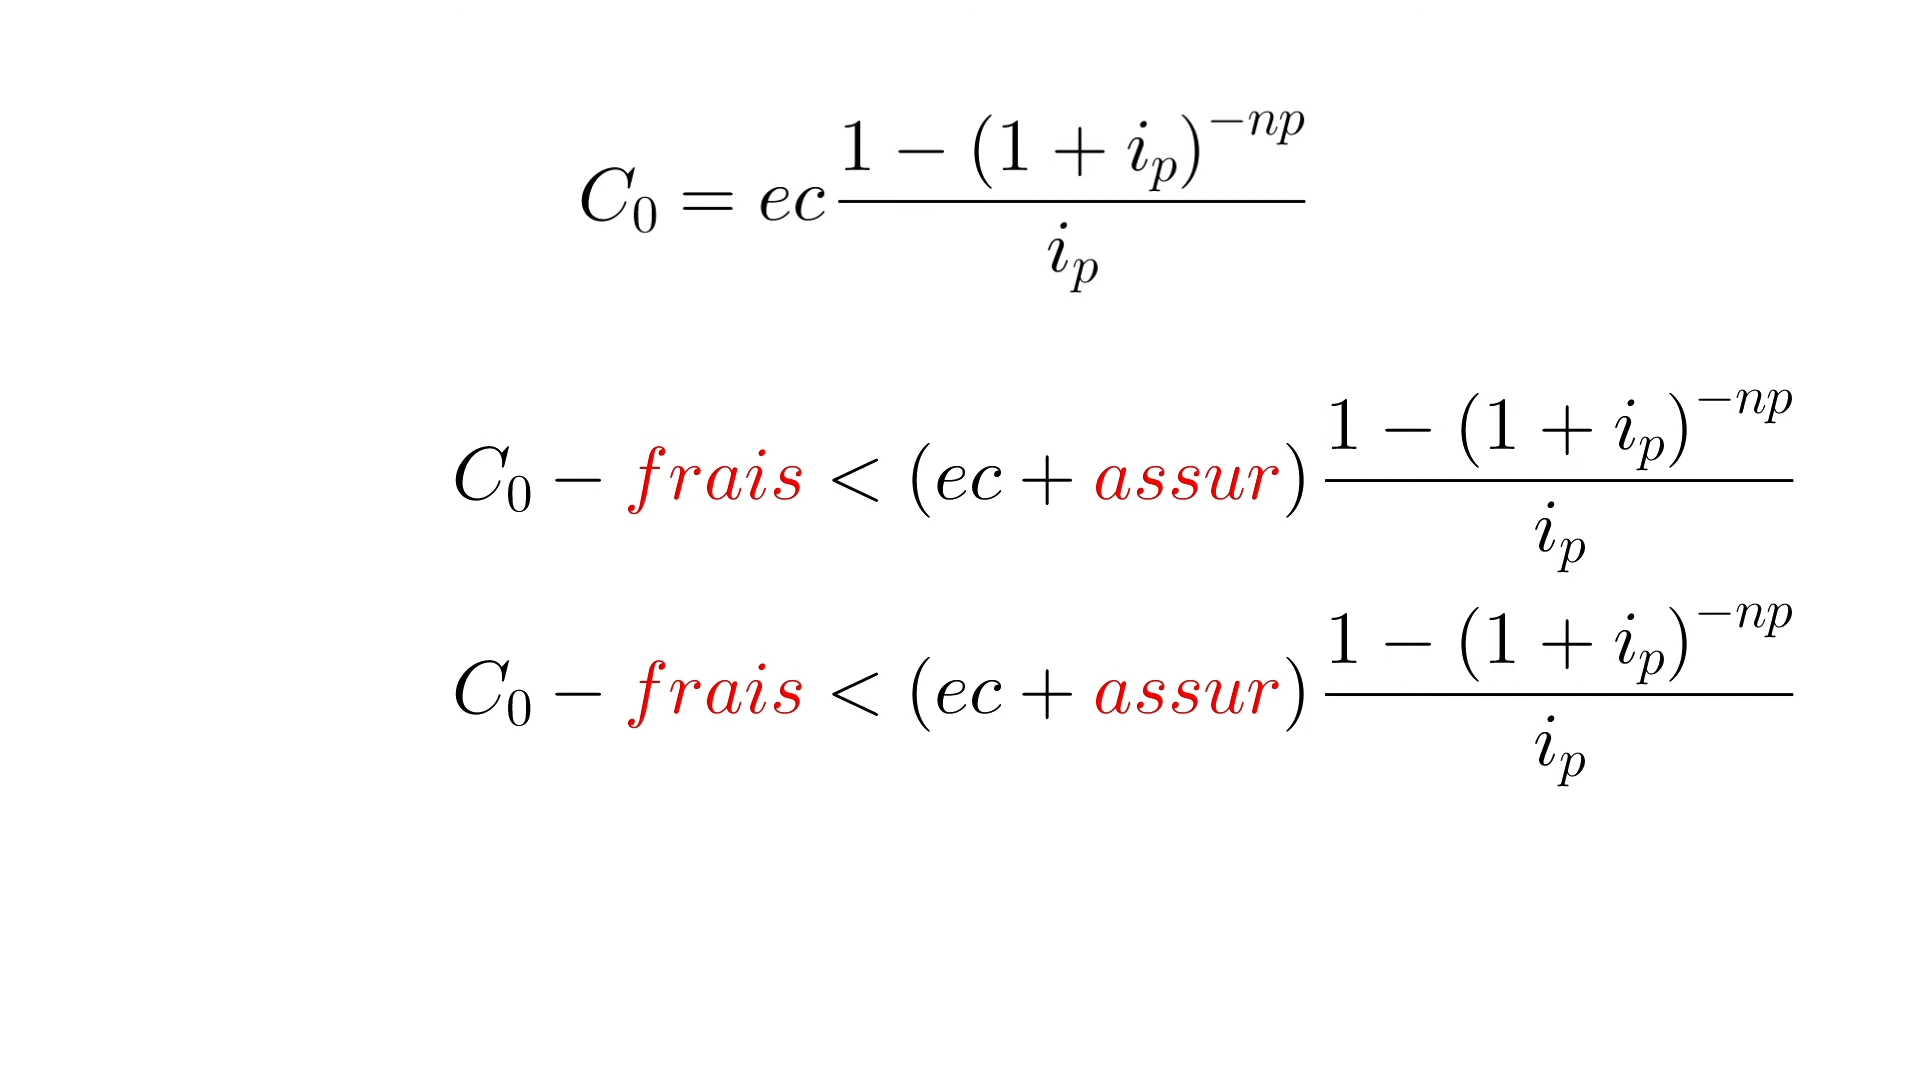 $C_0 = ec\frac{1-(1+i_p)^{-np}}{i_p}$
$C_0 - frais < (ec + assur)\frac{1-(1+i_p)^{-np}}{i_p}$
$C_0 - frais < (ec + assur)\frac{1-(1+i_p)^{-np}}{i_p}$